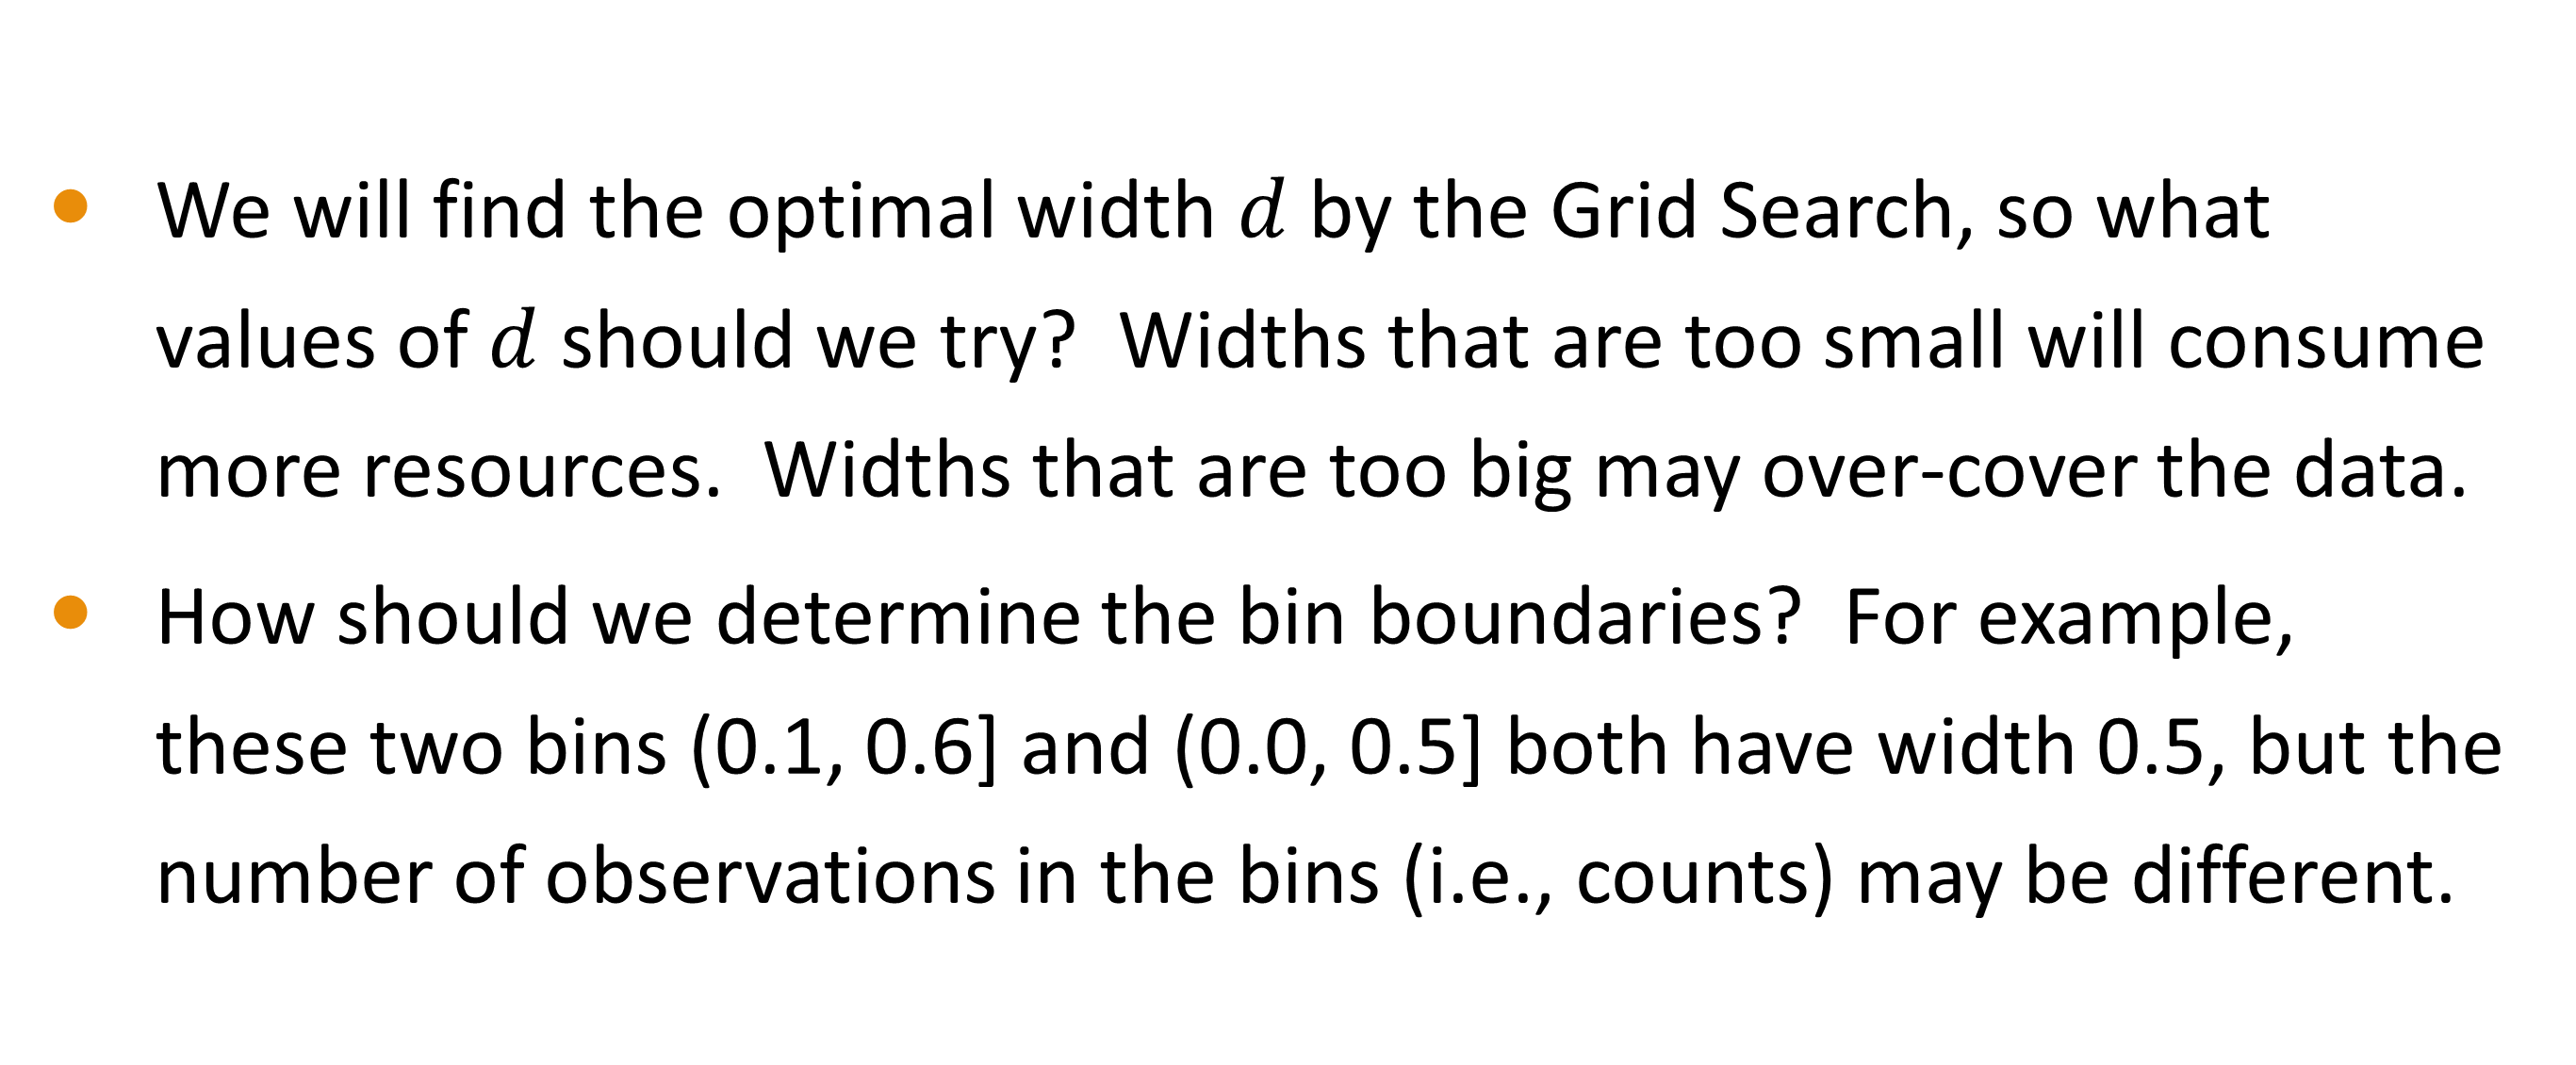 • We will find the optimal width d by the Grid Search, so what
values of d should we try?  Widths that are too small will consume
more resources.  Widths that are too big may over-cover the data.
• How should we determine the bin boundaries?  For example,
these two bins (0.1, 0.6] and (0.0, 0.5] both have width 0.5, but the
number of observations in the bins (i.e., counts) may be different.